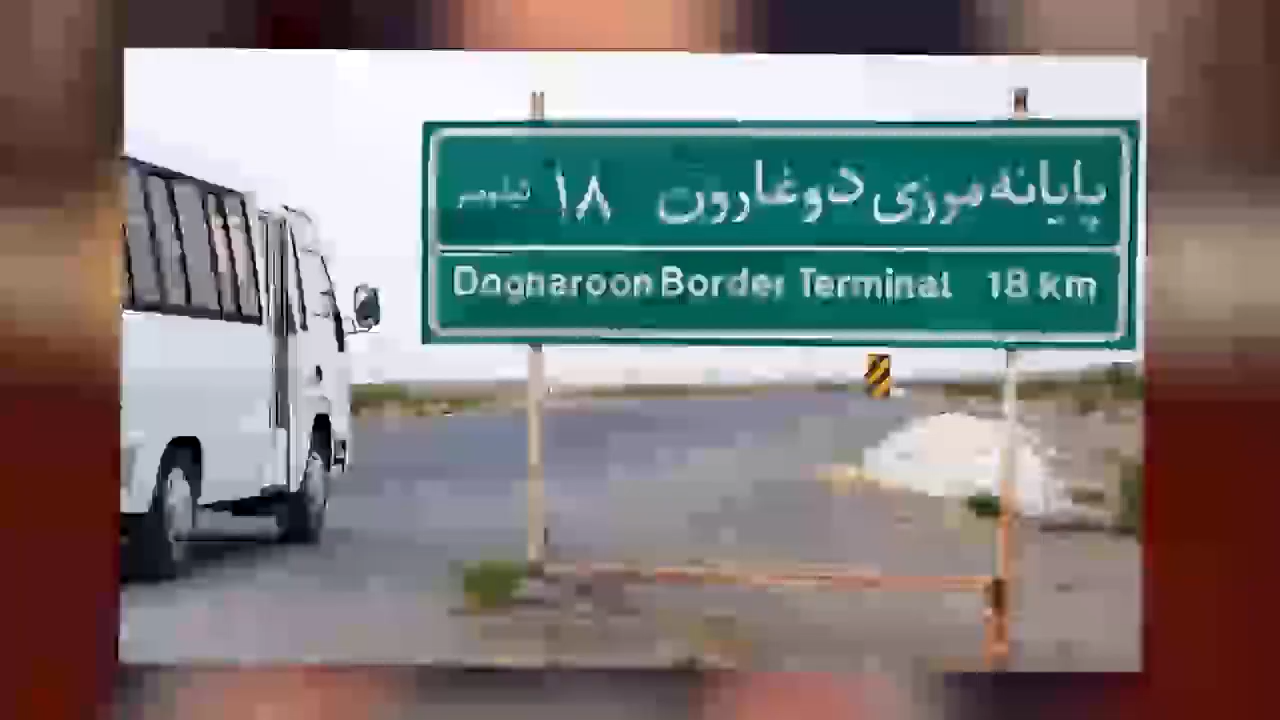 پایانه مرزی دوغارون ۱۸ کیلومتر
Dogharoon Border Terminal 18 km